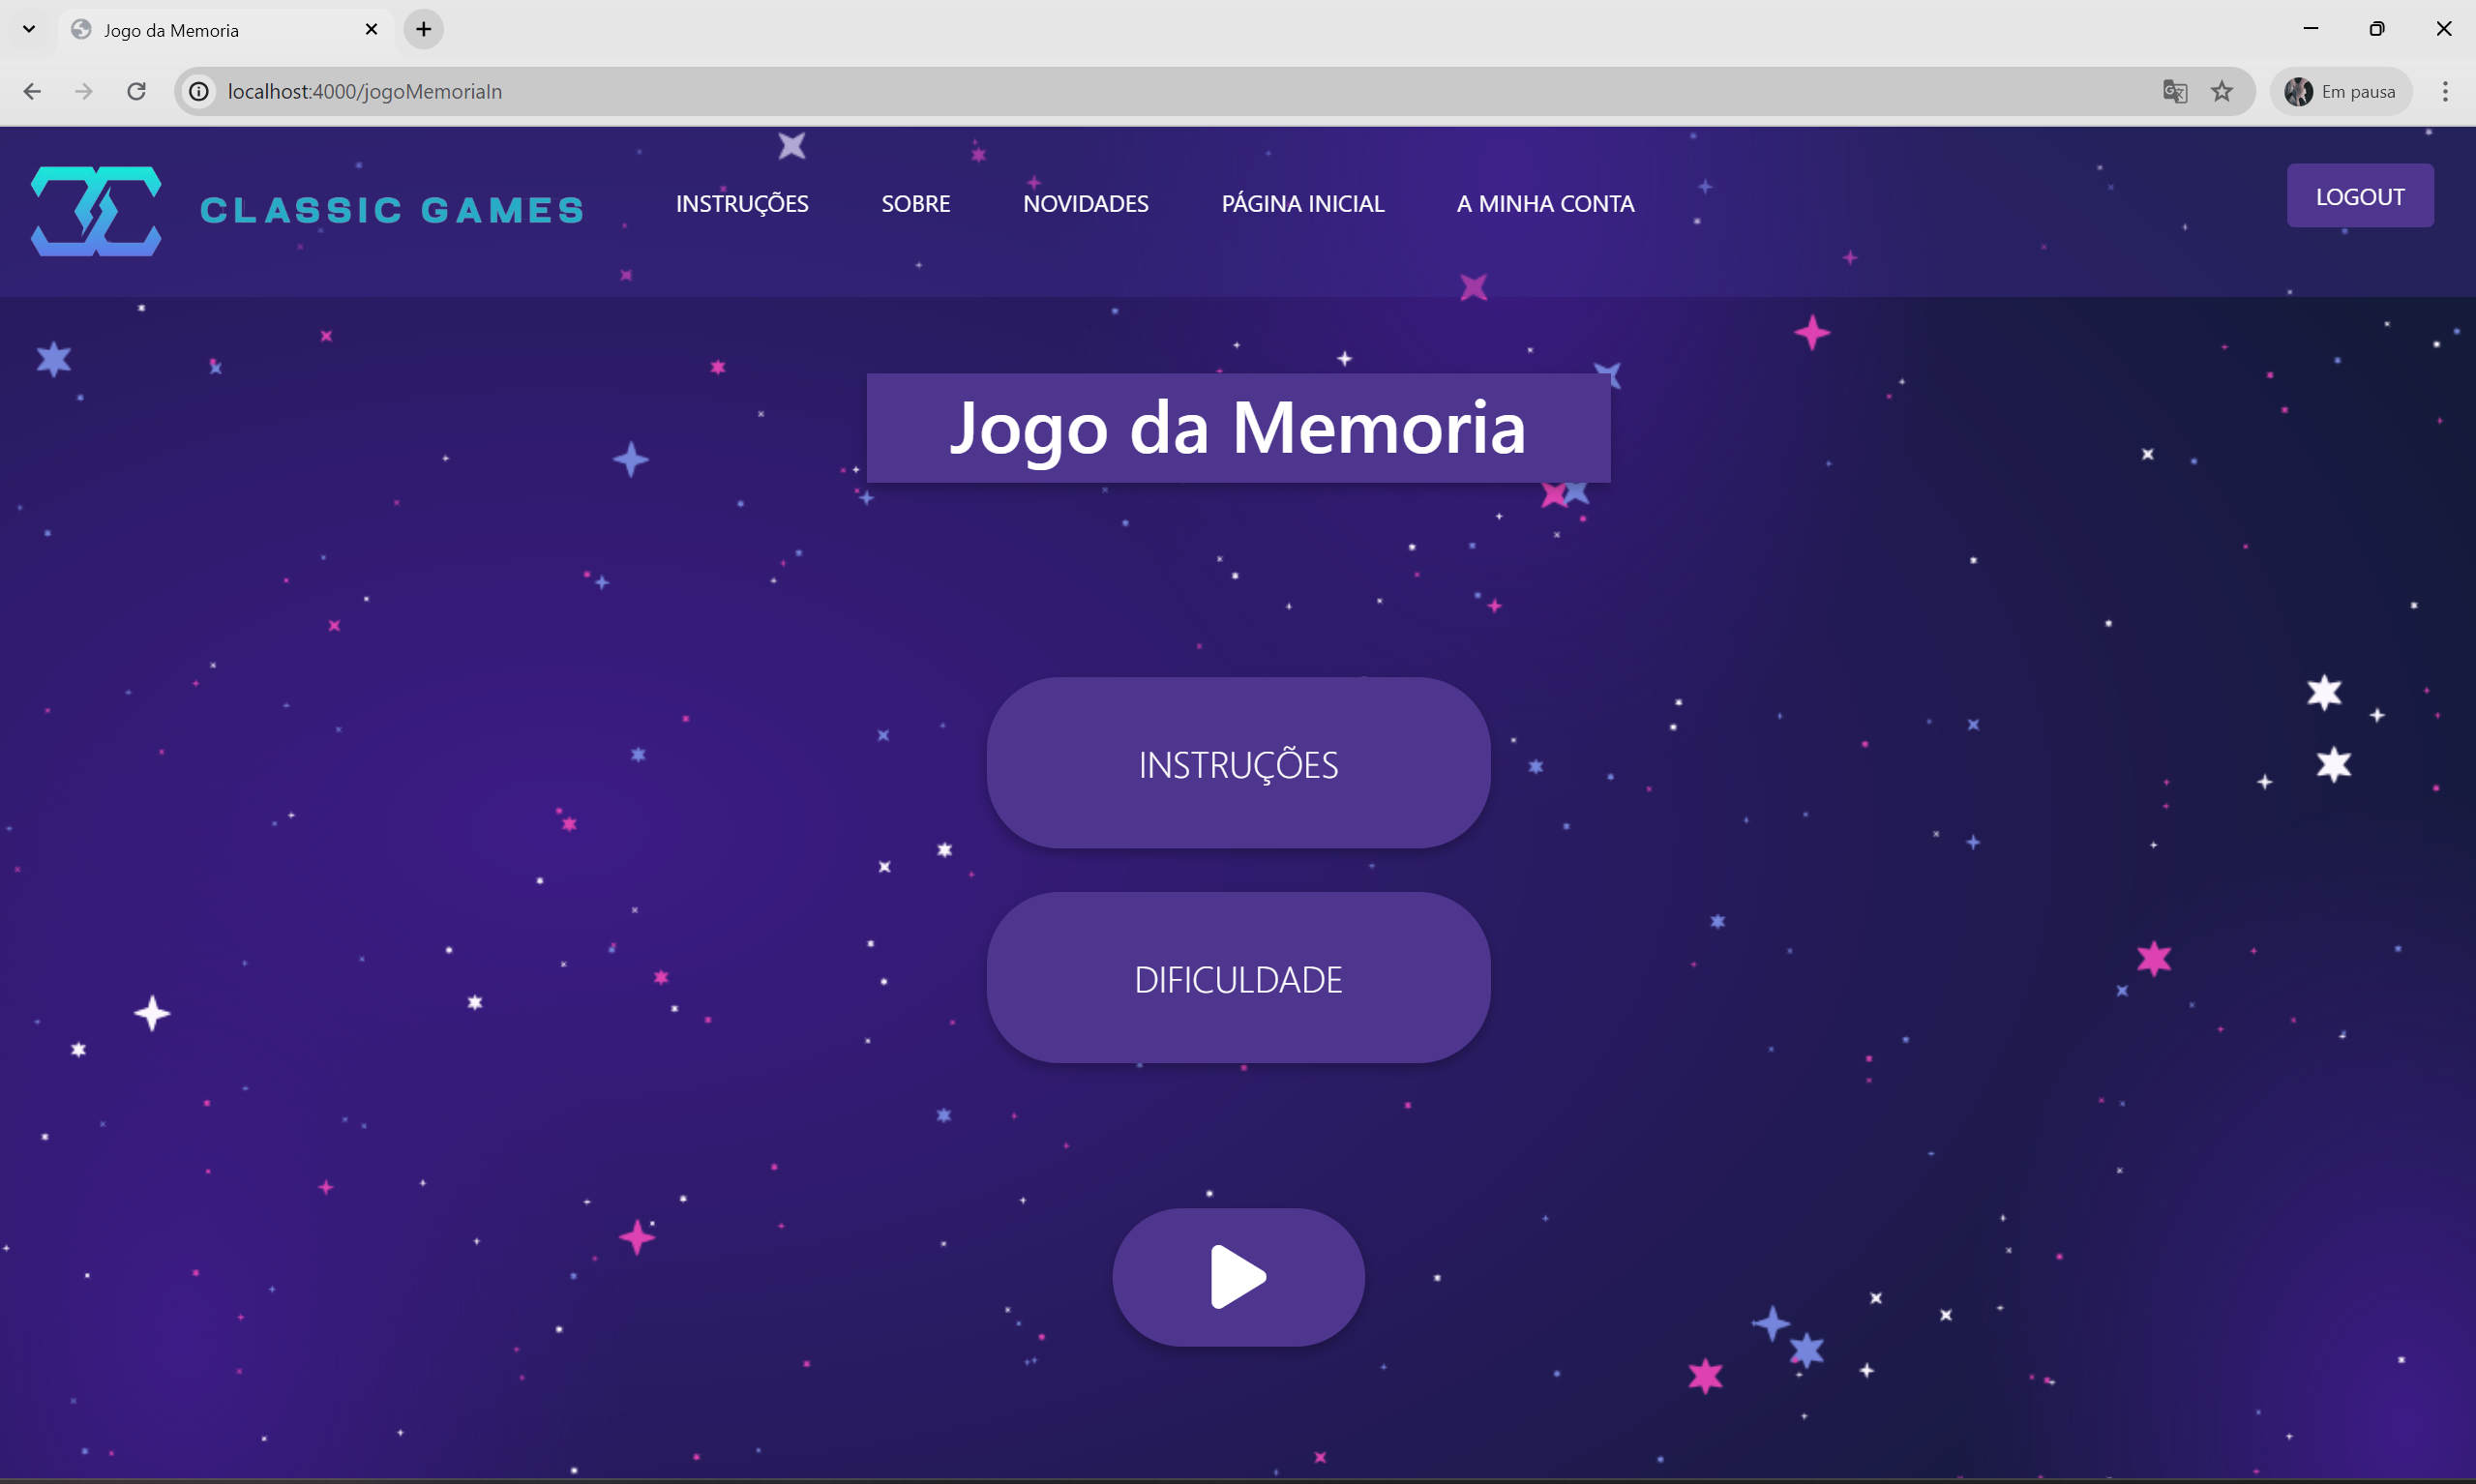 Jogo da Memoria
localhost:4000/jogoMemoriaIn
Em pausa
CLASSIC GAMES
INSTRUÇÕES
SOBRE
NOVIDADES
PÁGINA INICIAL
A MINHA CONTA
LOGOUT
Jogo da Memoria
INSTRUÇÕES
DIFICULDADE